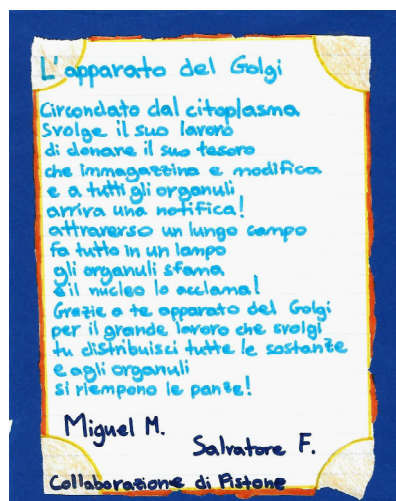 L'apparato del Golgi
Circondato dal citoplasma
Svolge il suo lavoro
di donare il suo tesoro
che immagazzina e modifica
e a tutti gli organuli
arriva una notifica!
attraverso un lungo campo
fa tutto in un lampo
gli organuli sfama
e il nucleo lo acclama!
Grazie a te apparato del Golgi
per il grande lavoro che svolgi
tu distribuisci tutte le sostanze
e agli organuli
si riempono le panze!
Miguel M.
Salvatore F.
Collaborazione di Pistone